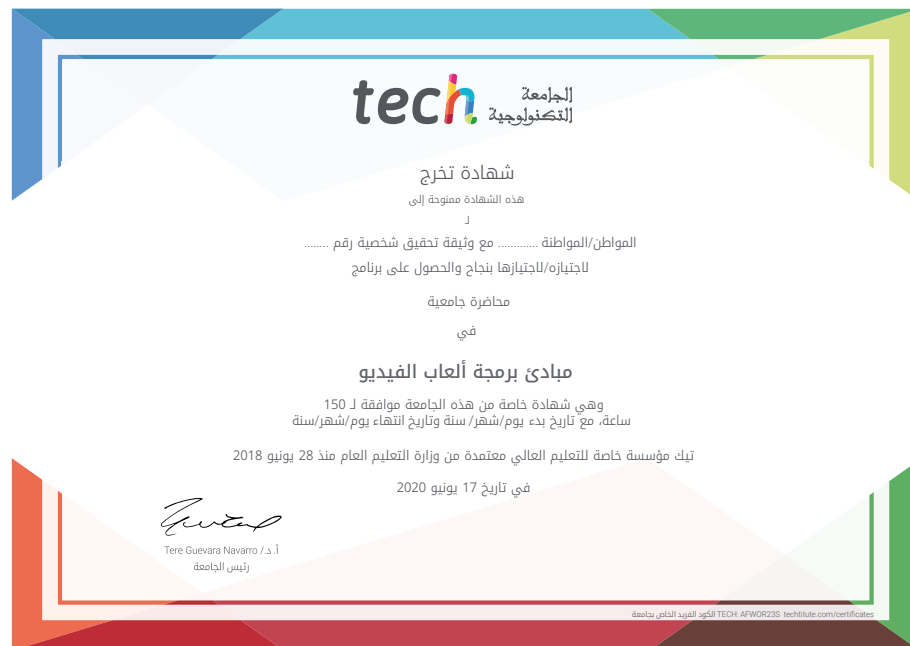 tech الجامعة
التكنولوجية
شهادة تخرج
هذه الشهادة ممنوحة إلى
لـ
المواطن/المواطنة ............. مع وثيقة تحقيق شخصية رقم ........
لاجتيازه/لاجتيازها بنجاح والحصول على برنامج
محاضرة جامعية
في
مبادئ برمجة ألعاب الفيديو
وهي شهادة خاصة من هذه الجامعة موافقة لـ 150
ساعة، مع تاريخ بدء يوم/شهر/ سنة وتاريخ انتهاء يوم/شهر/سنة
تيك مؤسسة خاصة للتعليم العالي معتمدة من وزارة التعليم العام منذ 28 يونيو 2018
في تاريخ 17 يونيو 2020
أ. د./ Tere Guevara Navarro
رئيس الجامعة
الكود الفريد الخاص بجامعة TECH: AFWOR23S techtitute.com/certificates